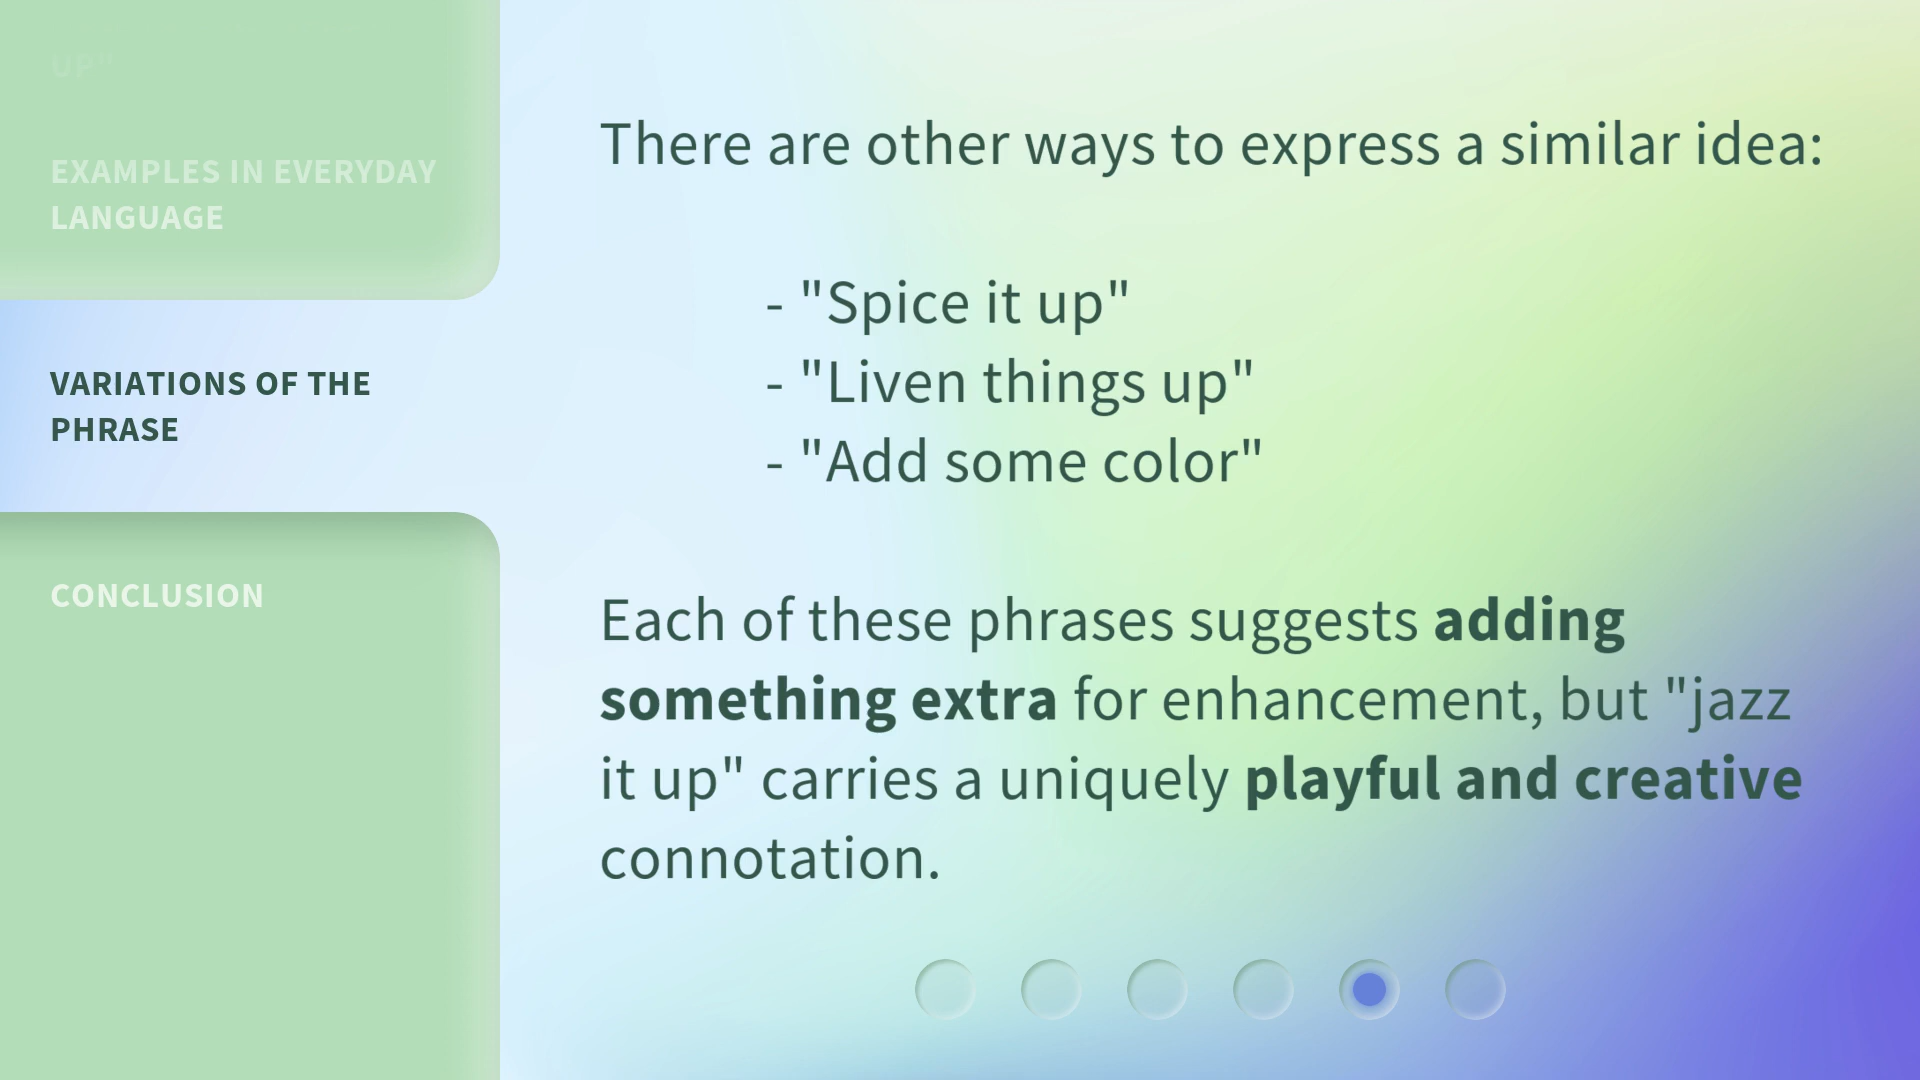 UP"
EXAMPLES IN EVERYDAY
LANGUAGE
VARIATIONS OF THE
PHRASE
CONCLUSION
There are other ways to express a similar idea:
- "Spice it up"
- "Liven things up"
- "Add some color"
Each of these phrases suggests adding
something extra for enhancement, but "jazz
it up" carries a uniquely playful and creative
connotation.